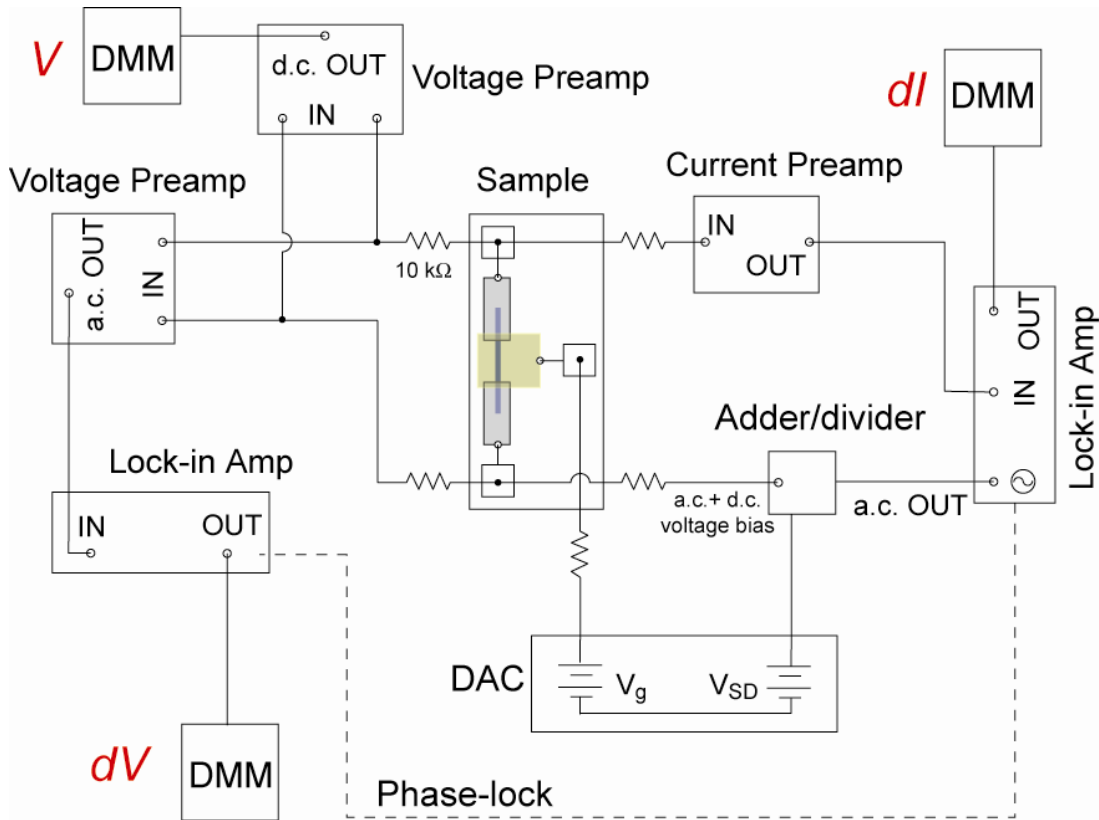 V
DMM
d.c. OUT
IN
Voltage Preamp
dI
DMM
Voltage Preamp
a.c. OUT
IN
Sample
10 kΩ
Current Preamp
IN
OUT
OUT
IN
Lock-in Amp
Adder/divider
a.c.+ d.c.
voltage bias
a.c. OUT
Lock-in Amp
IN
OUT
DAC
Vg
VSD
dV
DMM
Phase-lock